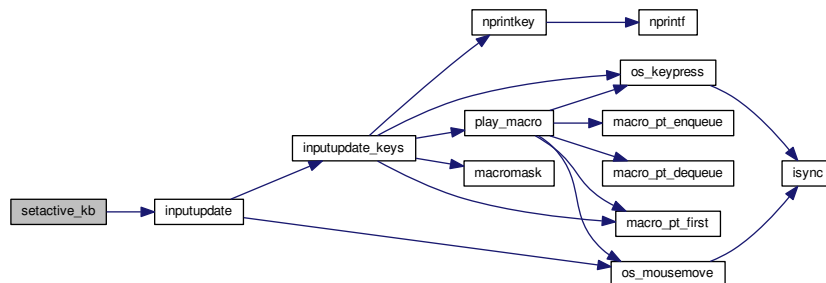 nprintkey
nprintf
os_keypress
play_macro
macro_pt_enqueue
inputupdate_keys
macromask
macro_pt_dequeue
isync
setactive_kb
inputupdate
macro_pt_first
os_mousemove